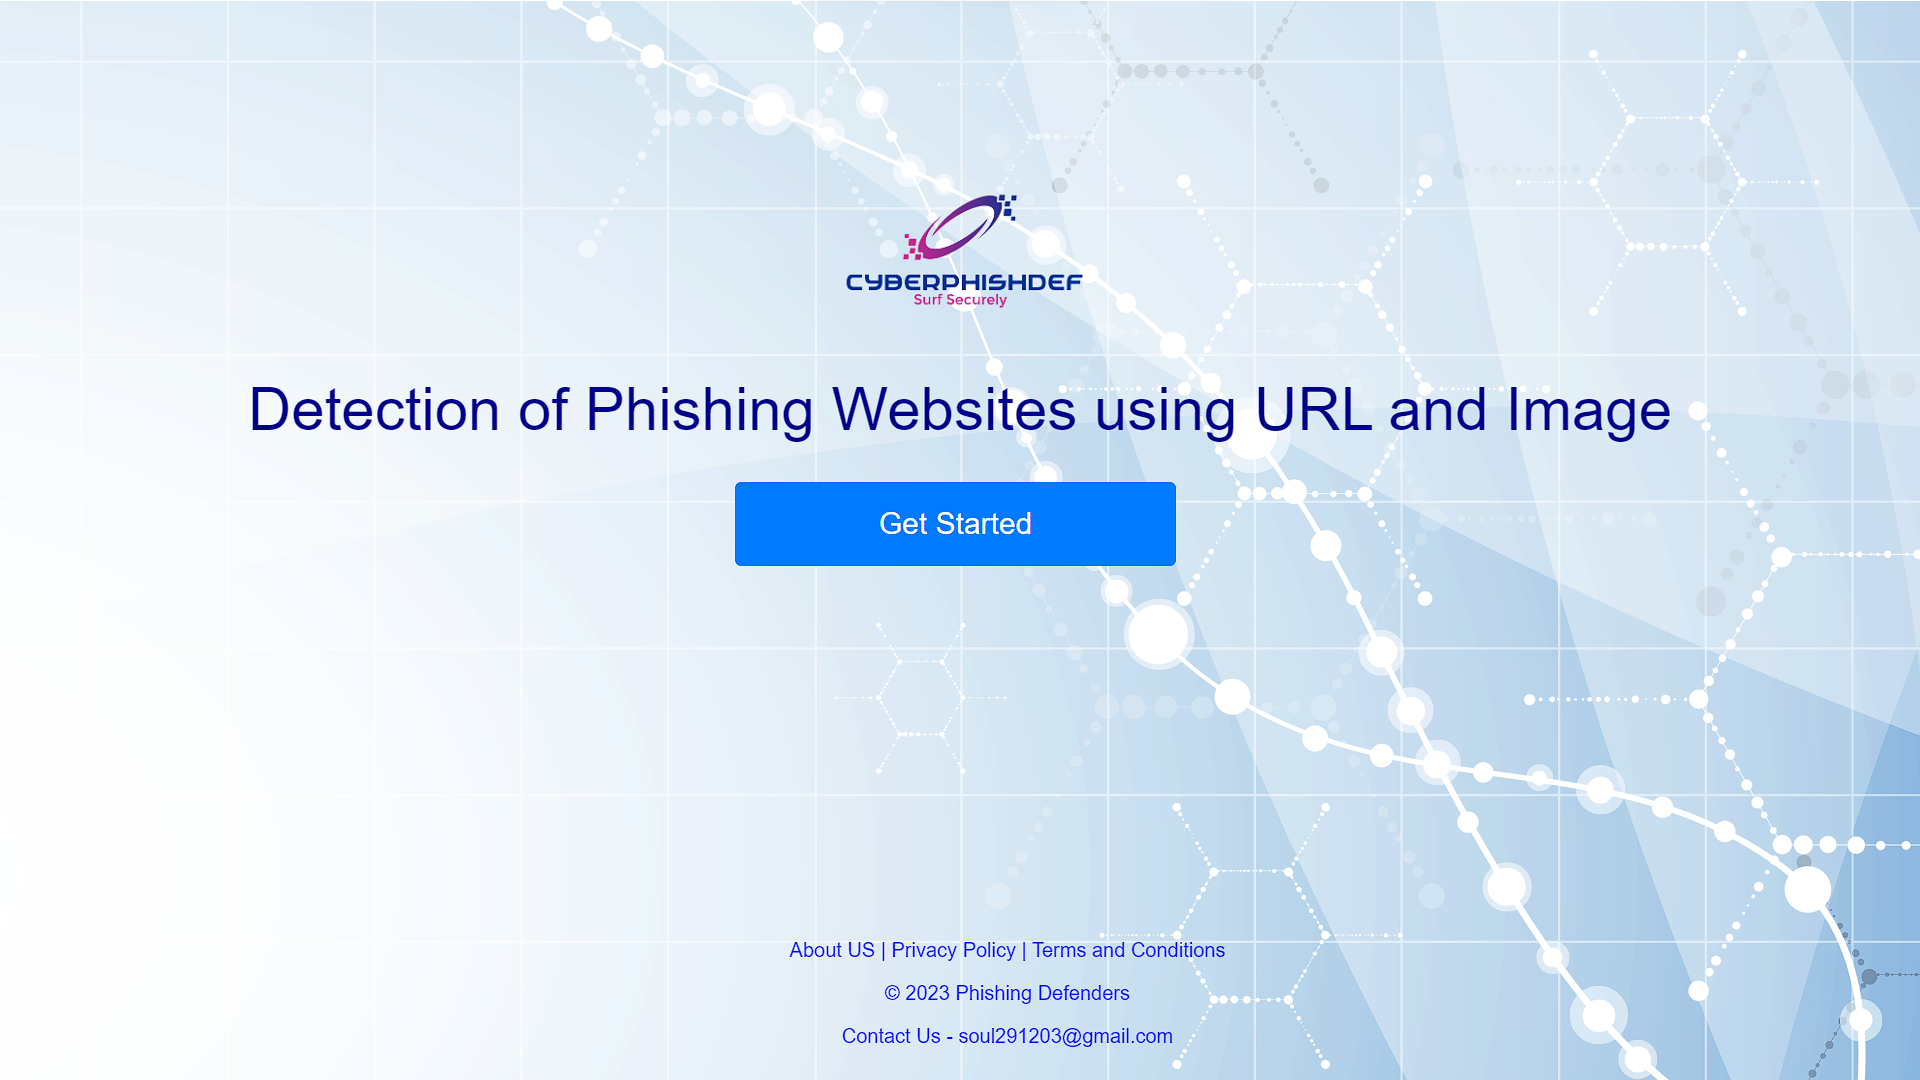 CYBERPHISHDEF
Surf Securely
Detection of Phishing Websites using URL and Image
Get Started
About US | Privacy Policy | Terms and Conditions
© 2023 Phishing Defenders
Contact Us - soul291203@gmail.com